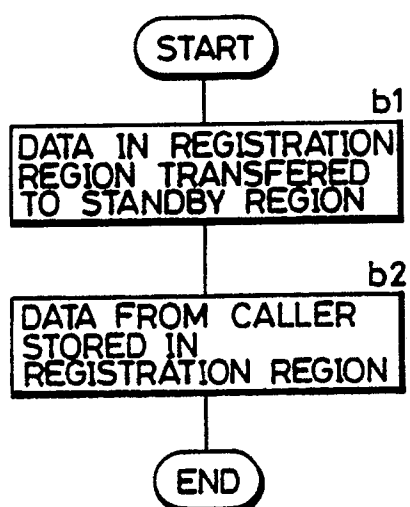 START
b1
DATA IN REGISTRATION
REGION TRANSFERED
TO STANDBY REGION
b2
DATA FROM CALLER
STORED IN
REGISTRATION REGION
END